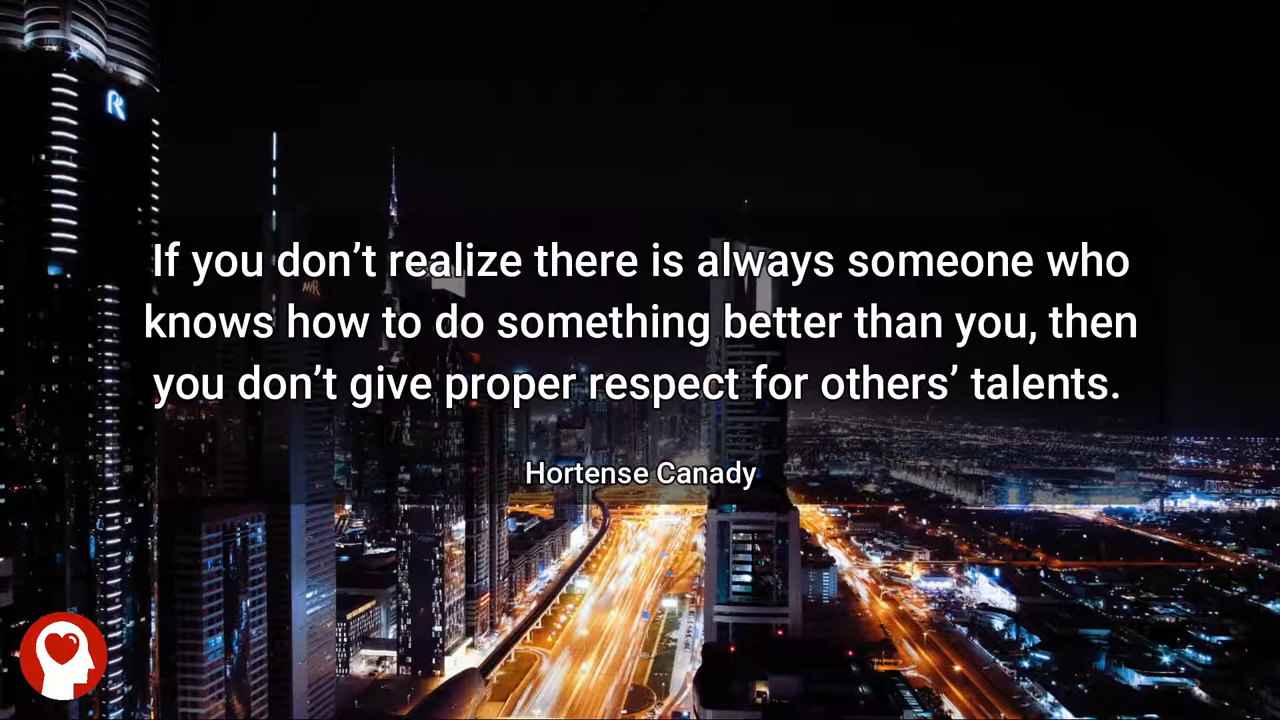 If you don’t realize there is always someone who
knows how to do something better than you, then
you don’t give proper respect for others’ talents.
Hortense Canady